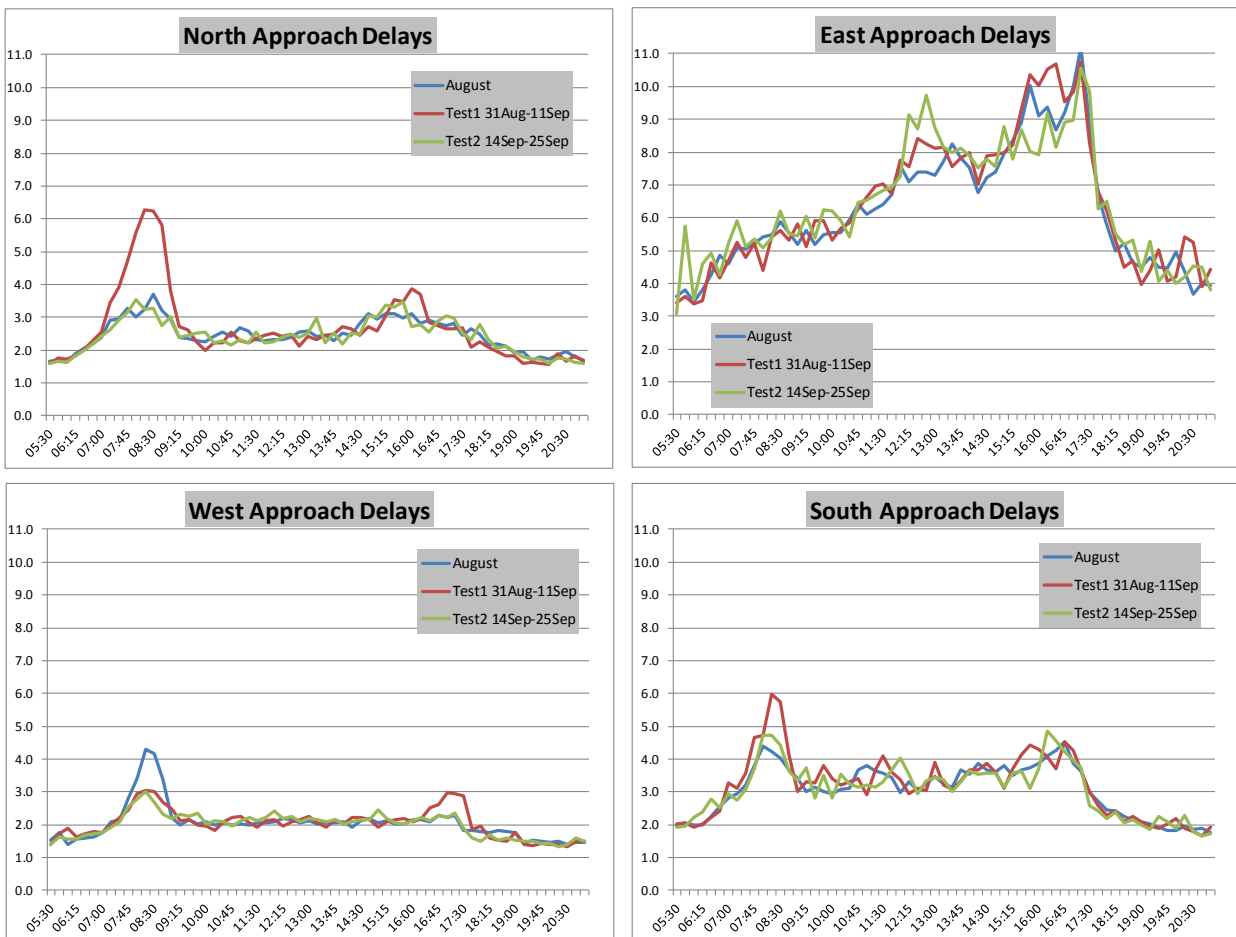 North Approach Delays
11.0
10.0
9.0
8.0
7.0
6.0
5.0
4.0
3.0
2.0
1.0
0.0
August
Test1 31Aug-11Sep
Test2 14Sep-25Sep
05:30 06:15 07:00 07:45 08:30 09:15 10:00 10:45 11:30 12:15 13:00 13:45 14:30 15:15 16:00 16:45 17:30 18:15 19:00 19:45 20:30
East Approach Delays
11.0
10.0
9.0
8.0
7.0
6.0
5.0
4.0
3.0
2.0
1.0
0.0
August
Test1 31Aug-11Sep
Test2 14Sep-25Sep
05:30 06:15 07:00 07:45 08:30 09:15 10:00 10:45 11:30 12:15 13:00 13:45 14:30 15:15 16:00 16:45 17:30 18:15 19:00 19:45 20:30
West Approach Delays
11.0
10.0
9.0
8.0
7.0
6.0
5.0
4.0
3.0
2.0
1.0
0.0
August
Test1 31Aug-11Sep
Test2 14Sep-25Sep
05:30 06:15 07:00 07:45 08:30 09:15 10:00 10:45 11:30 12:15 13:00 13:45 14:30 15:15 16:00 16:45 17:30 18:15 19:00 19:45 20:30
South Approach Delays
11.0
10.0
9.0
8.0
7.0
6.0
5.0
4.0
3.0
2.0
1.0
0.0
August
Test1 31Aug-11Sep
Test2 14Sep-25Sep
05:30 06:15 07:00 07:45 08:30 09:15 10:00 10:45 11:30 12:15 13:00 13:45 14:30 15:15 16:00 16:45 17:30 18:15 19:00 19:45 20:30